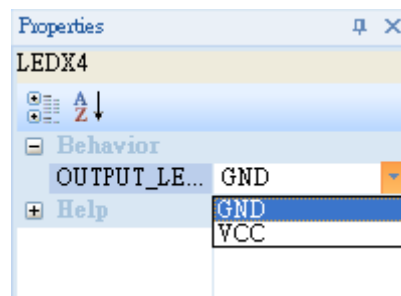 Properties
LEDX4
A
Z
Behavior
OUTPUT_LE... GND
Help
GND
VCC